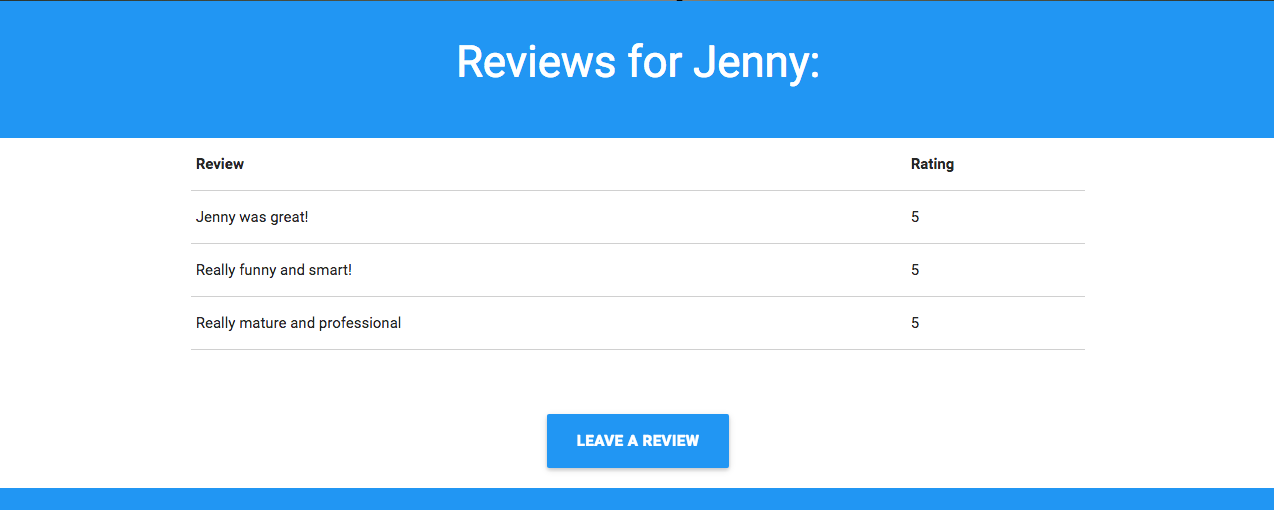 Reviews for Jenny:
Review Rating
Jenny was great! 5
Really funny and smart! 5
Really mature and professional 5
LEAVE A REVIEW